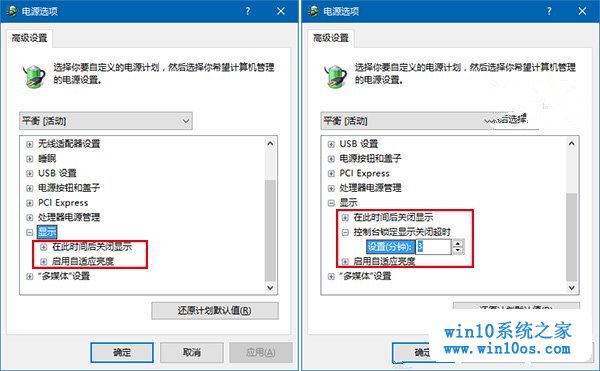 电源选项
高级设置
选择你要自定义的电源计划，然后选择你希望计算机管理
的电源设置。
平衡 [活动]
无线适配器设置
睡眠
USB 设置
电源按钮和盖子
PCI Express
处理器电源管理
显示
在此时间后关闭显示
启用自适应亮度
“多媒体”设置
还原计划默认值(R)
确定
取消
应用(A)
电源选项
高级设置
选择你要自定义的电源计划，然后选择你希望计算机管理
的电源设置。
平衡 [活动]
后选择
USB 设置
电源按钮和盖子
PCI Express
处理器电源管理
显示
在此时间后关闭显示
控制台锁定显示关闭超时
设置(分钟):
启用自适应亮度
“多媒体”设置
还原计划默认值(R)
确定
win10系统之家
www.win10os.com